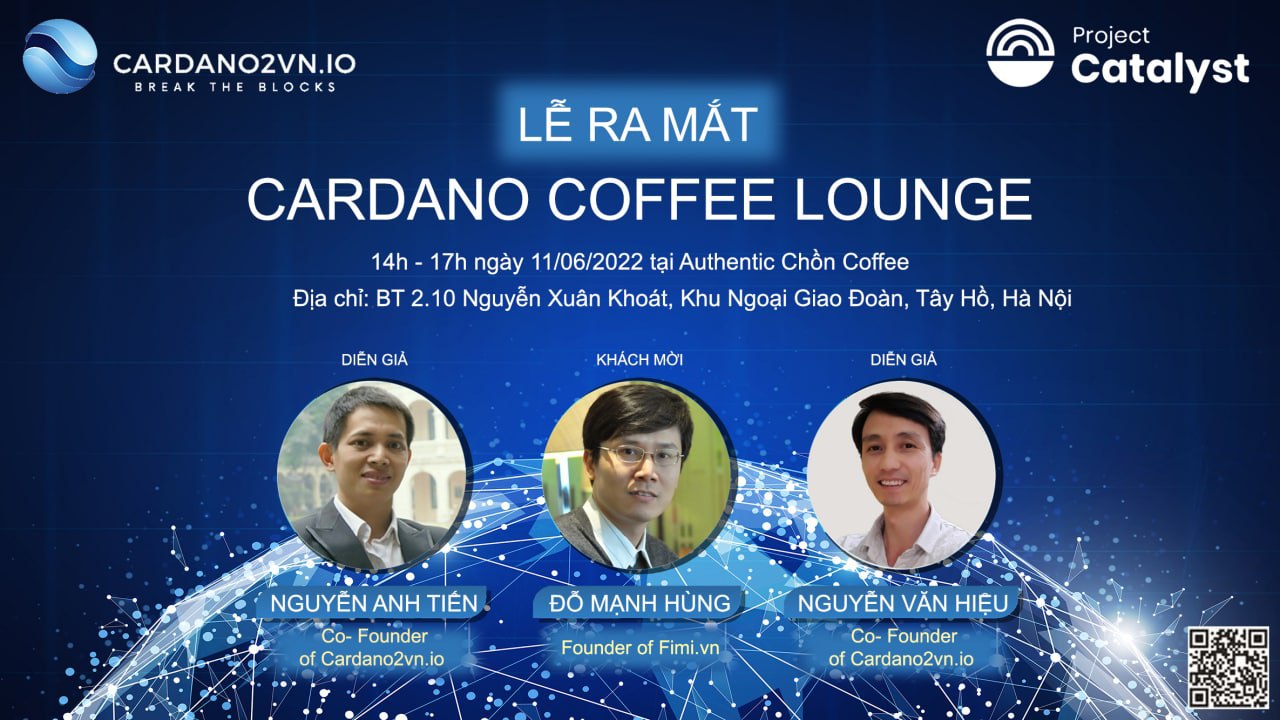 CARDANO2VN.IO
BREAK THE BLOCKS
Project
Catalyst
LỄ RA MẮT
CARDANO COFFEE LOUNGE
14h - 17h ngày 11/06/2022 tại Authentic Chồn Coffee
Địa chỉ: BT 2.10 Nguyễn Xuân Khoát, Khu Ngoại Giao Đoàn, Tây Hồ, Hà Nội
DIỄN GIẢ
KHÁCH MỜI
DIỄN GIẢ
NGUYỄN ANH TIẾN
ĐỖ MẠNH HÙNG
NGUYỄN VĂN HIỆU
Co- Founder
of Cardano2vn.io
Founder of Fimi.vn
Co- Founder
of Cardano2vn.io